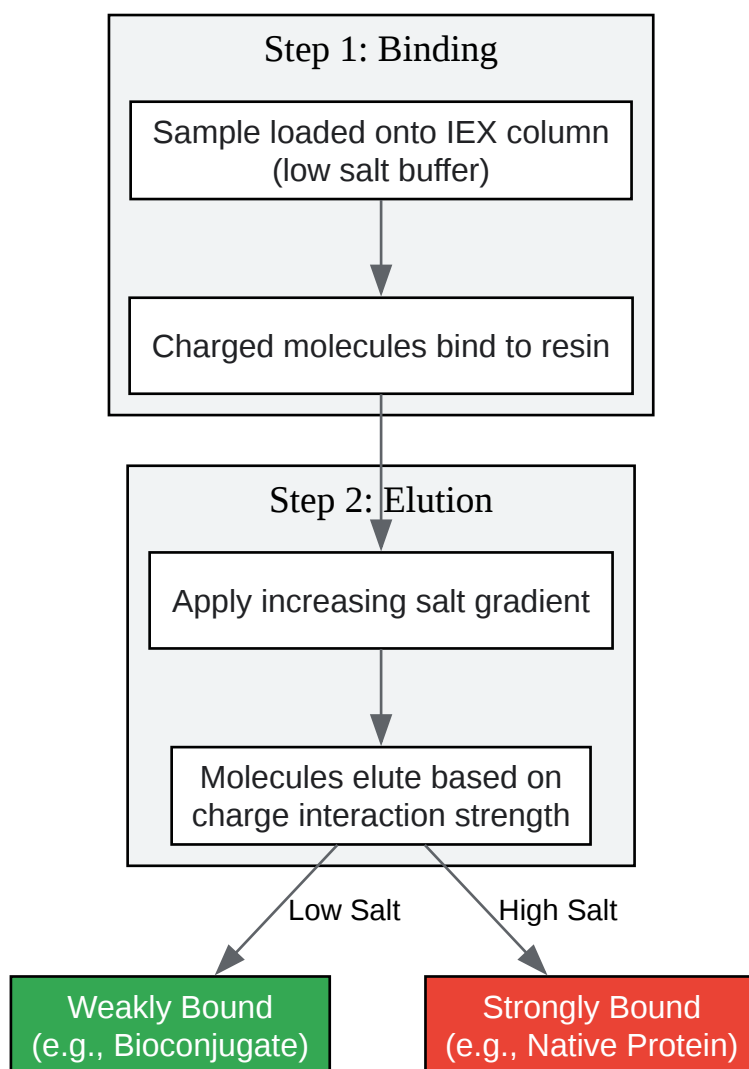 Step 1: Binding
Sample loaded onto IEX column
(low salt buffer)
Charged molecules bind to resin
Step 2: Elution
Apply increasing salt gradient
Molecules elute based on
charge interaction strength
Low Salt
High Salt
Weakly Bound
(e.g., Bioconjugate)
Strongly Bound
(e.g., Native Protein)